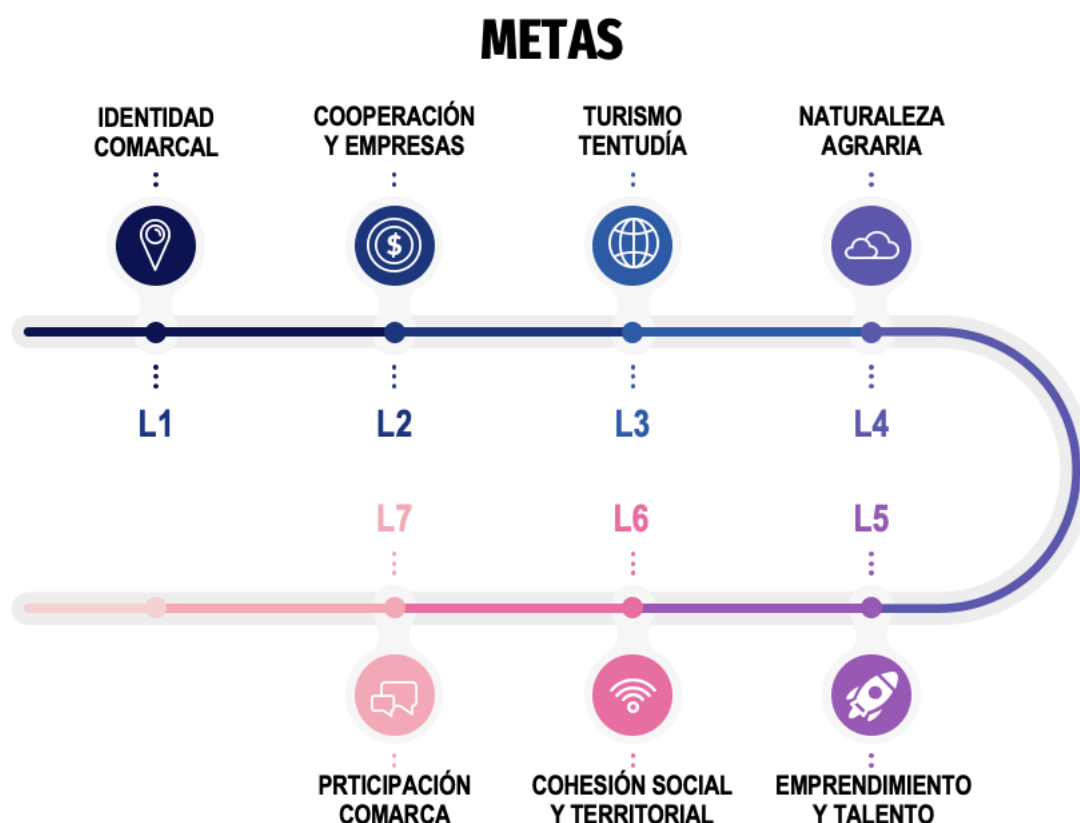 METAS
IDENTIDAD
COMARCAL
COOPERACIÓN
Y EMPRESAS
TURISMO
TENTUDÍA
NATURALEZA
AGRARIA
$
L1
L2
L3
L4
L7
L6
L5
PRTICIPACIÓN
COMARCA
COHESIÓN SOCIAL
Y TERRITORIAL
EMPRENDIMIENTO
Y TALENTO